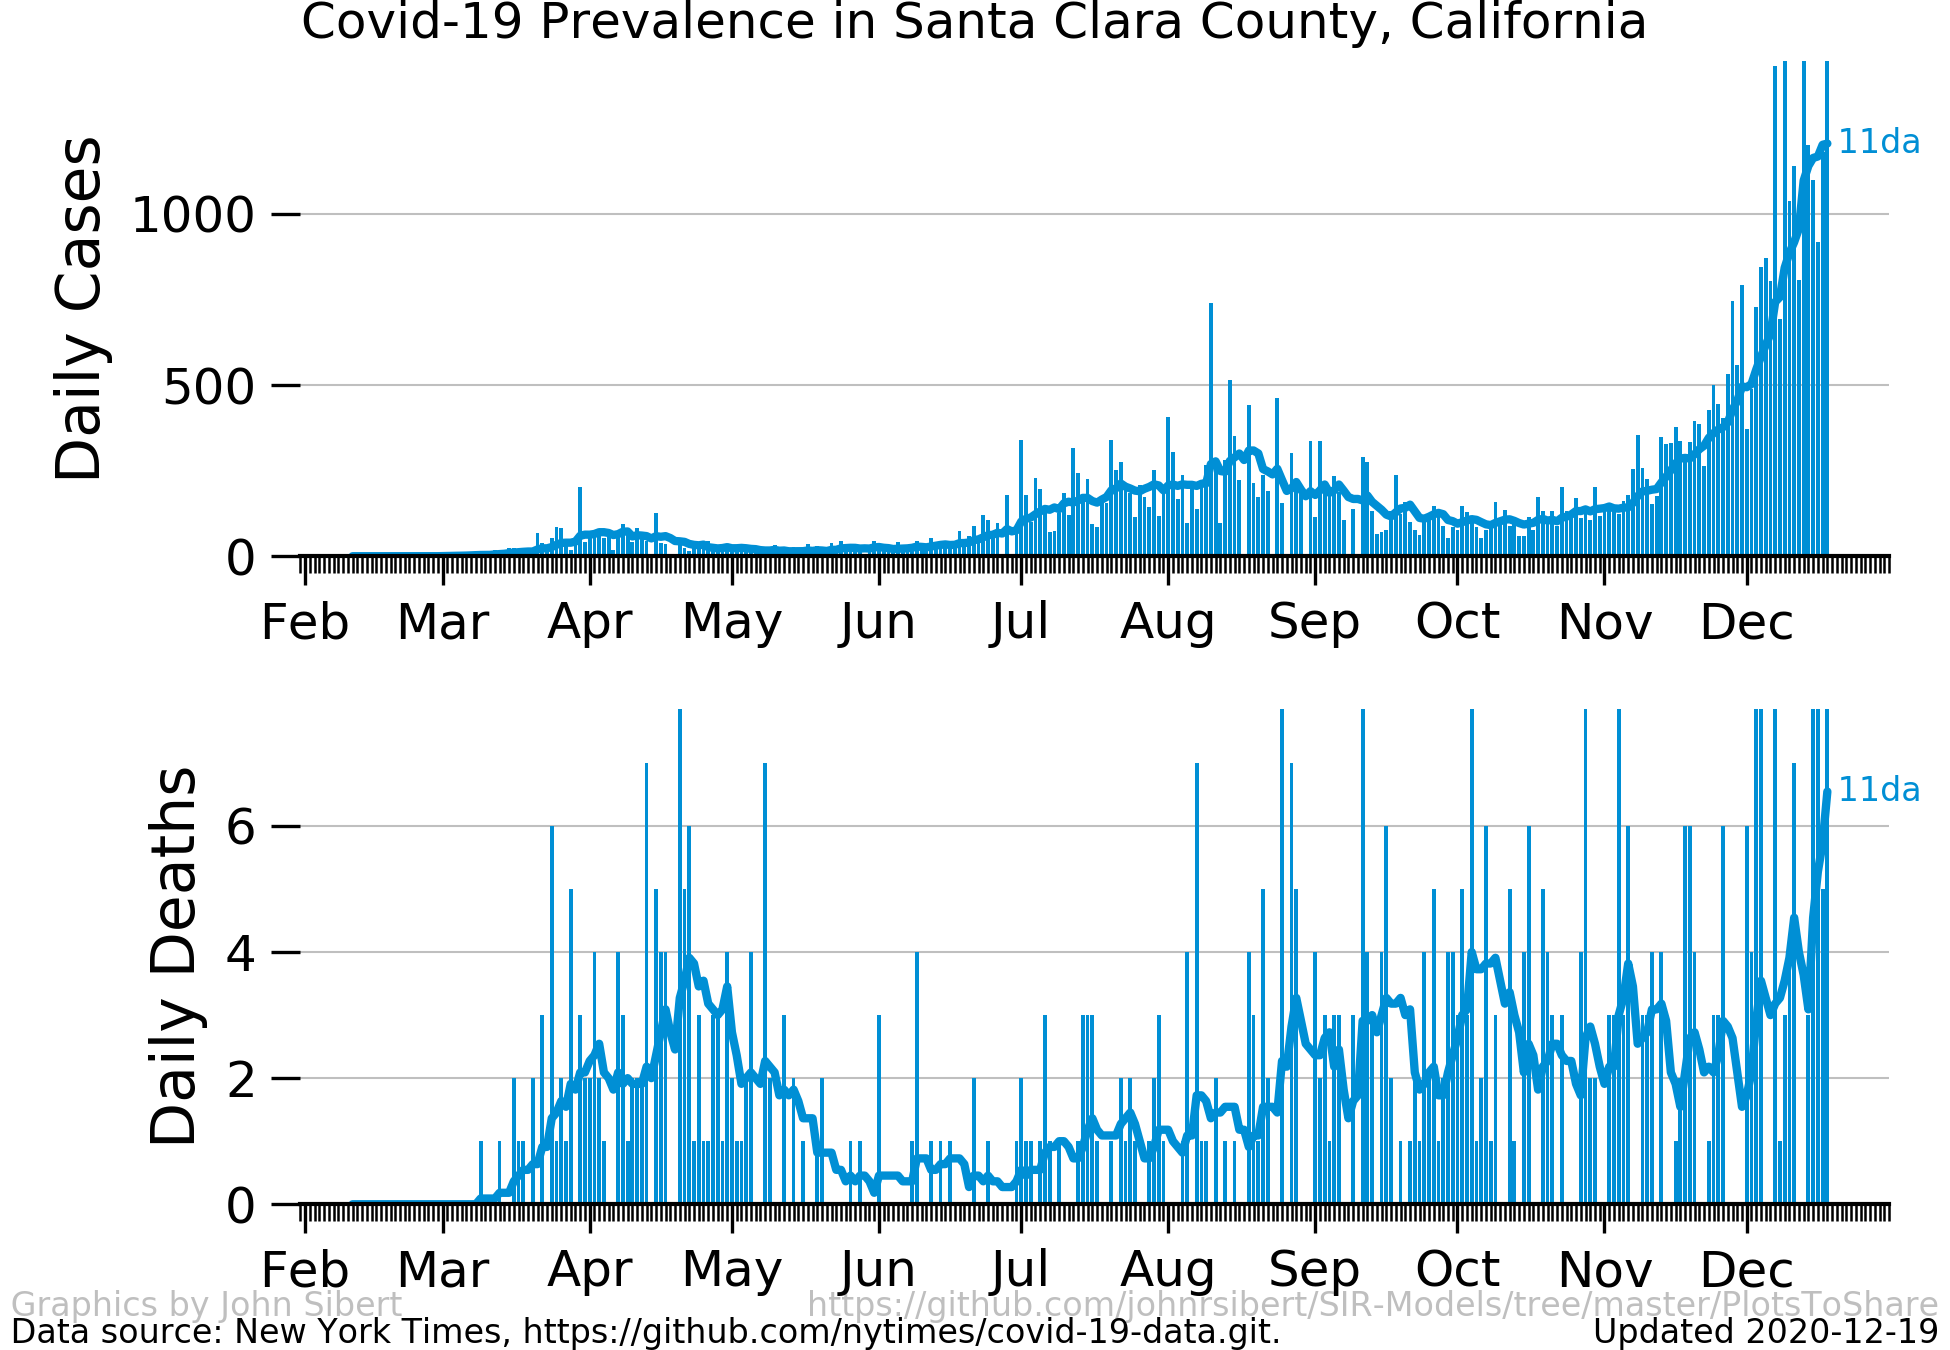 Covid-19 Prevalence in Santa Clara County, California
Daily Cases
1000
500
0
11da
Feb Mar Apr May Jun Jul Aug Sep Oct Nov Dec
Daily Deaths
6
4
2
0
11da
Feb Mar Apr May Jun Jul Aug Sep Oct Nov Dec
Graphics by John Sibert https://github.com/johnrsibert/SIR-Models/tree/master/PlotsToShare
Data source: New York Times, https://github.com/nytimes/covid-19-data.git. Updated 2020-12-19